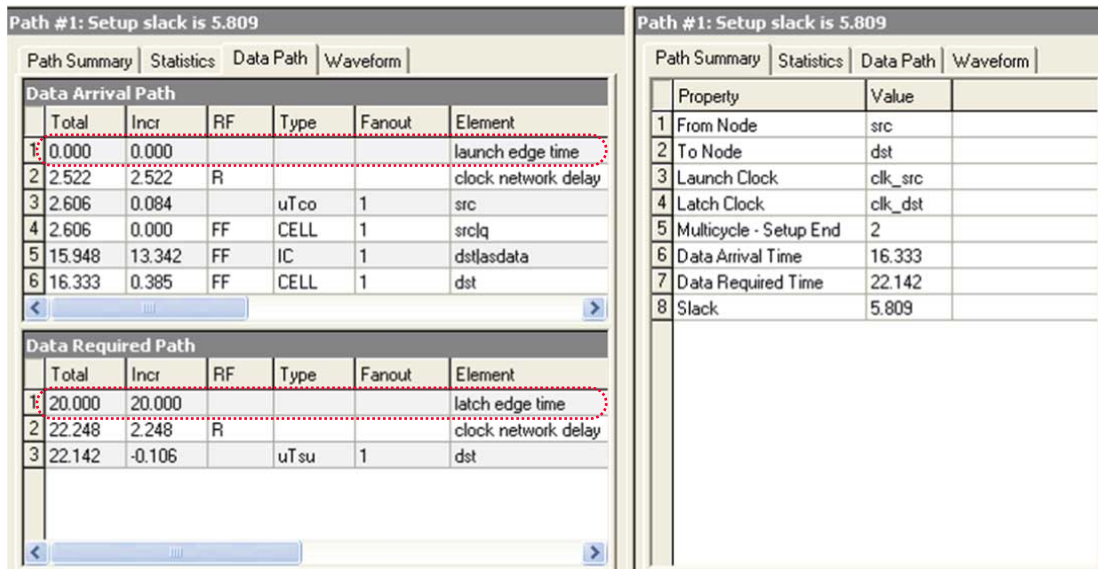 Path #1: Setup slack is 5.809
Path Summary Statistics Data Path Waveform
Data Arrival Path
Total Incr RF Type Fanout Element
1 0.000 0.000 launch edge time
2 2.522 2.522 R clock network delay
3 2.606 0.084 uTco 1 src
4 2.606 0.000 FF CELL 1 src|q
5 15.948 13.342 FF IC 1 dst|asdata
6 16.333 0.385 FF CELL 1 dst
Data Required Path
Total Incr RF Type Fanout Element
1 20.000 20.000 latch edge time
2 22.248 2.248 R clock network delay
3 22.142 -0.106 uTsu 1 dst
Path #1: Setup slack is 5.809
Path Summary Statistics Data Path Waveform
Property Value
1 From Node src
2 To Node dst
3 Launch Clock clk_src
4 Latch Clock clk_dst
5 Multicycle - Setup End 2
6 Data Arrival Time 16.333
7 Data Required Time 22.142
8 Slack 5.809